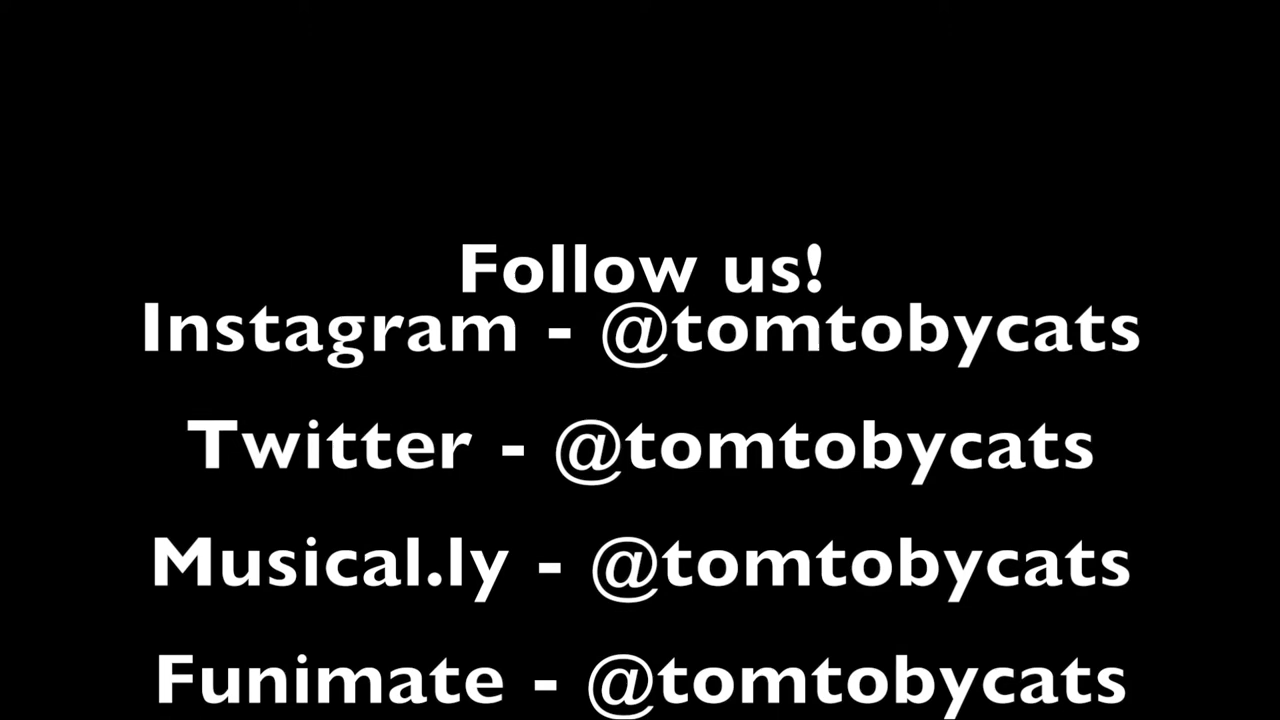 Follow us!
Instagram - @tomtobycats
Twitter - @tomtobycats
Musical.ly - @tomtobycats
Funimate - @tomtobycats